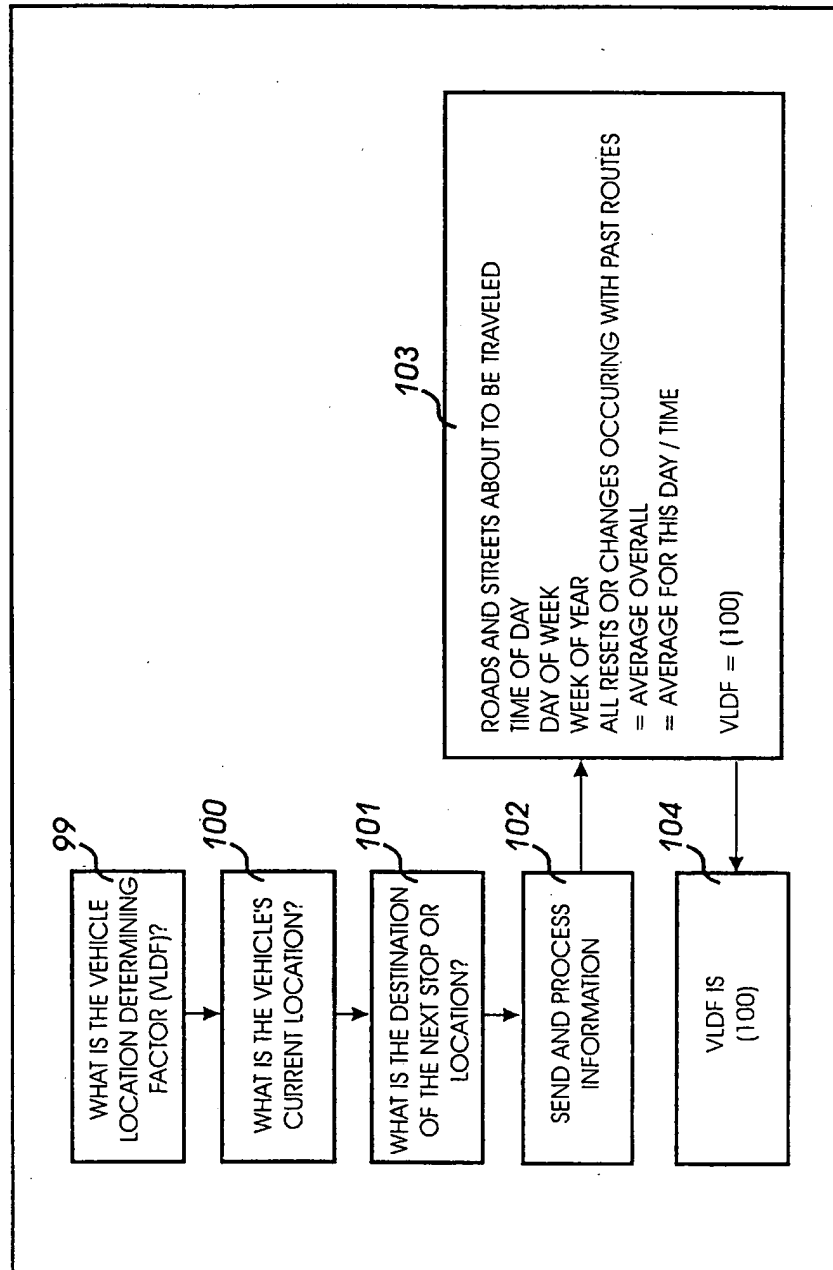 99
WHAT IS THE VEHICLE
LOCATION DETERMINING
FACTOR (VLDF)?
100
WHAT IS THE VEHICLE'S
CURRENT LOCATION?
101
WHAT IS THE DESTINATION
OF THE NEXT STOP OR
LOCATION?
102
SEND AND PROCESS
INFORMATION
103
ROADS AND STREETS ABOUT TO BE TRAVELED
TIME OF DAY
DAY OF WEEK
WEEK OF YEAR
ALL RESETS OR CHANGES OCCURING WITH PAST ROUTES
= AVERAGE OVERALL
= AVERAGE FOR THIS DAY / TIME
VLDF = (100)
104
VLDF IS
(100)